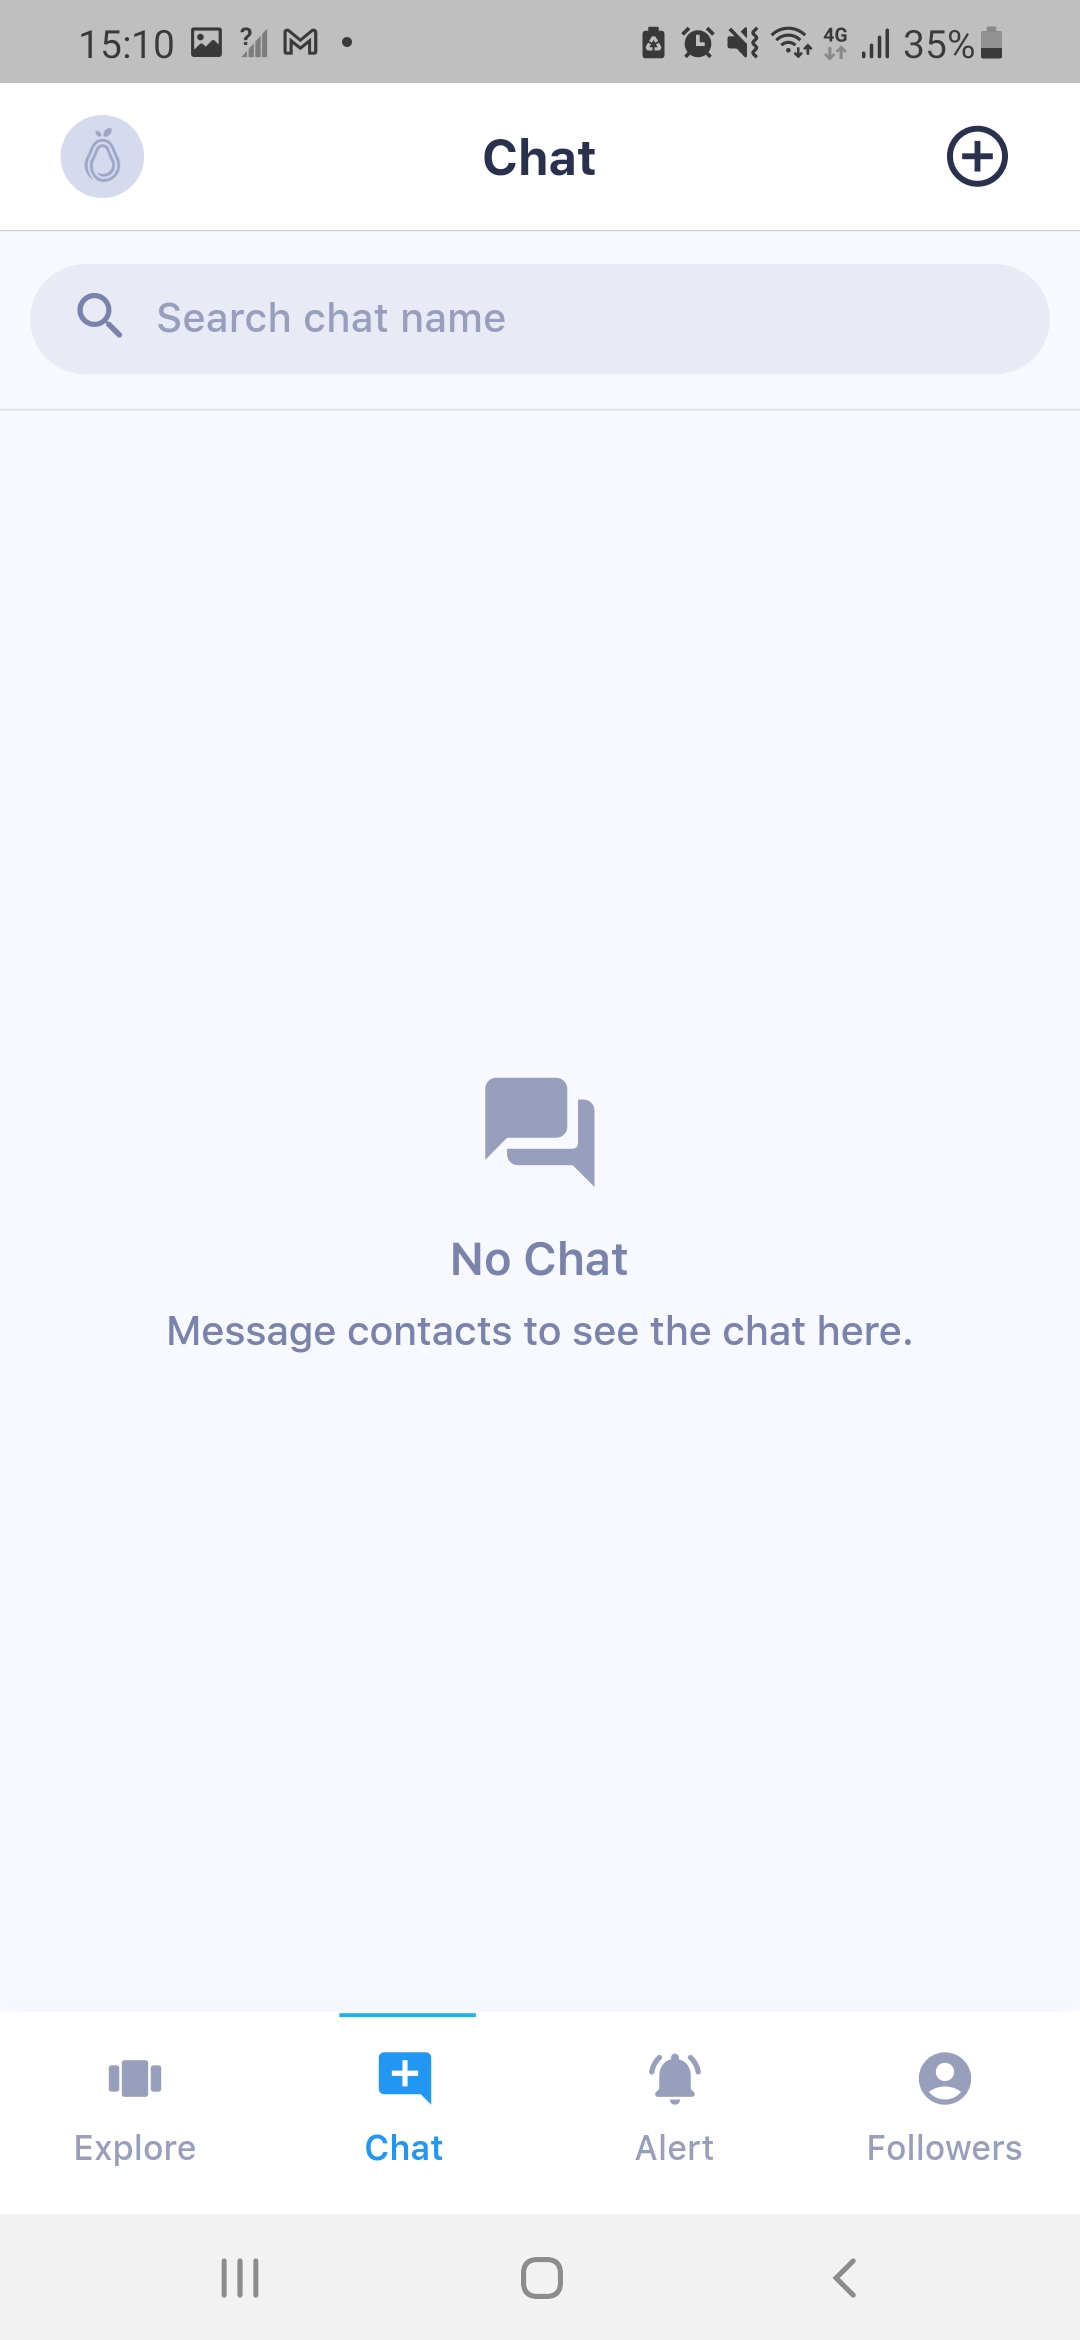 15:10 ? 4G 35%
Chat
Search chat name
No Chat
Message contacts to see the chat here.
Explore Chat Alert Followers